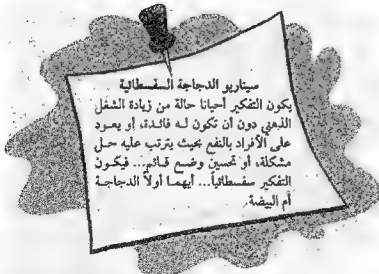 سيناريو الدجاجة السفسطائية
يكون التفكير أحيانا حالة من زيادة الشغل
الذهني دون أن تكون له فائدة، أو يعود
على الأفراد بالنفع بحيث يترتب عليه حل
مشكلة، أو تحسين وضع قائم... فيكون
التفكير سفسطائياً... أيهما أولاً الدجاجة
أم البيضة.